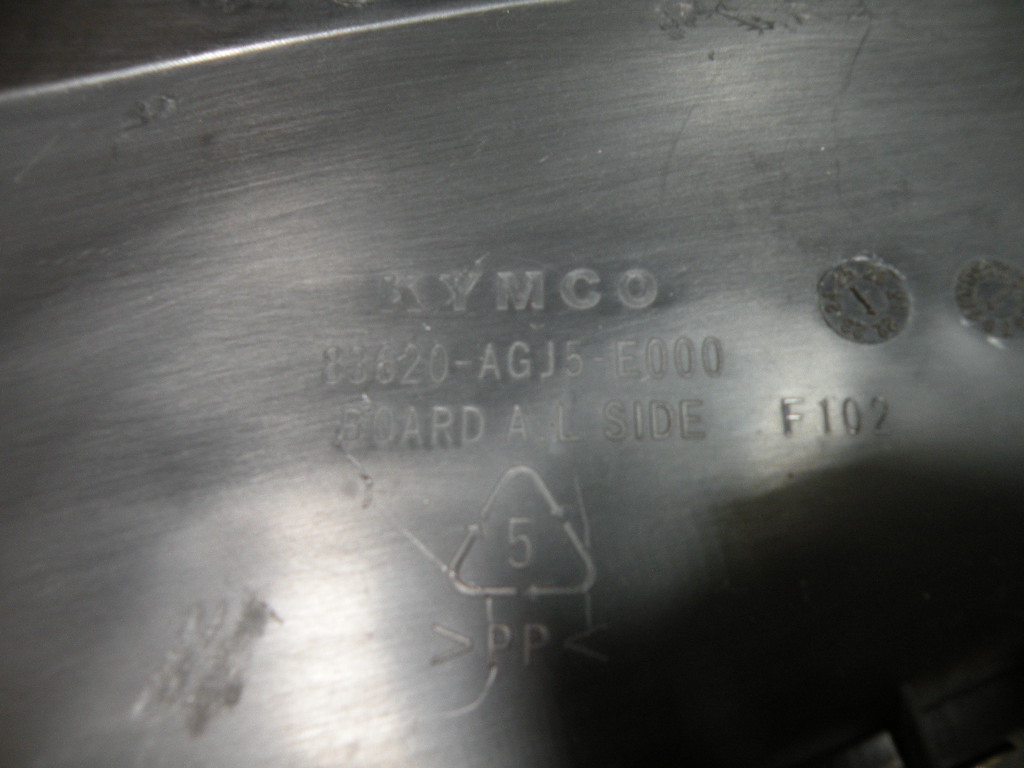 KYMCO
83620-AGJ5-E000
BOARD A.L SIDE F102
5
>PP<